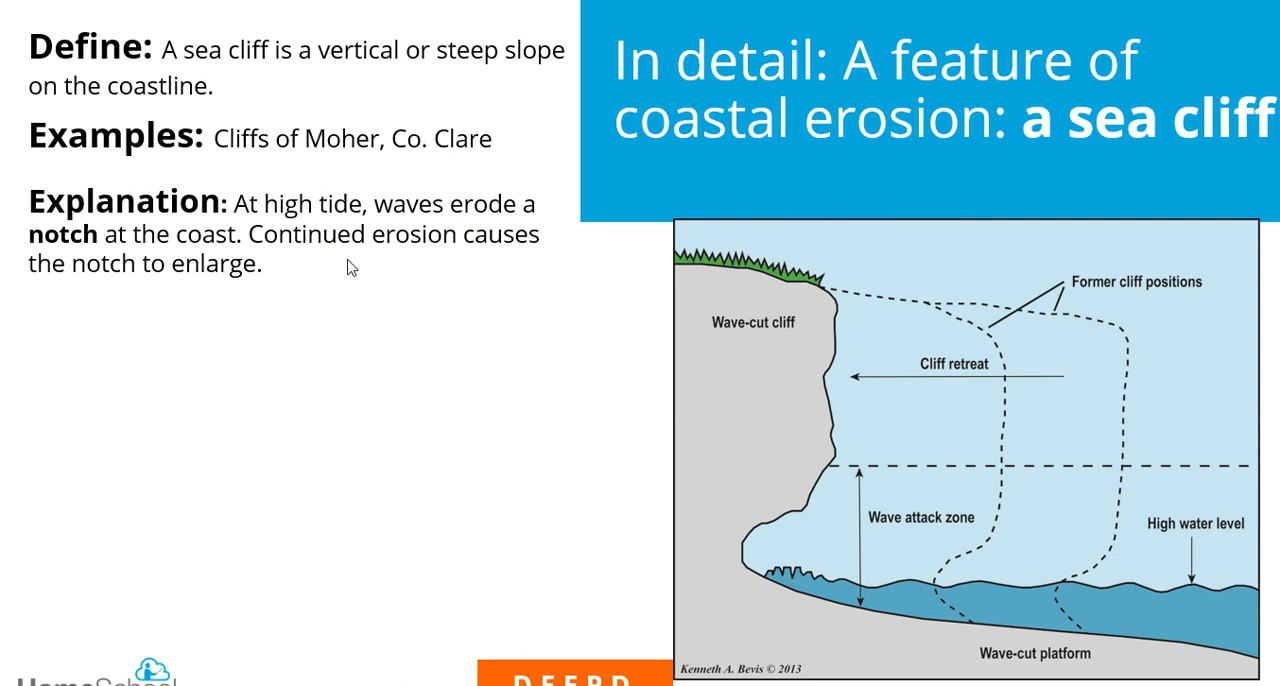 Define: A sea cliff is a vertical or steep slope
on the coastline.
Examples: Cliffs of Moher, Co. Clare
Explanation: At high tide, waves erode a
notch at the coast. Continued erosion causes
the notch to enlarge.
In detail: A feature of
coastal erosion: a sea cliff
Former cliff positions
Wave-cut cliff
Cliff retreat
Wave attack zone
High water level
Wave-cut platform
Kenneth A. Bevis © 2013
HomeSchool